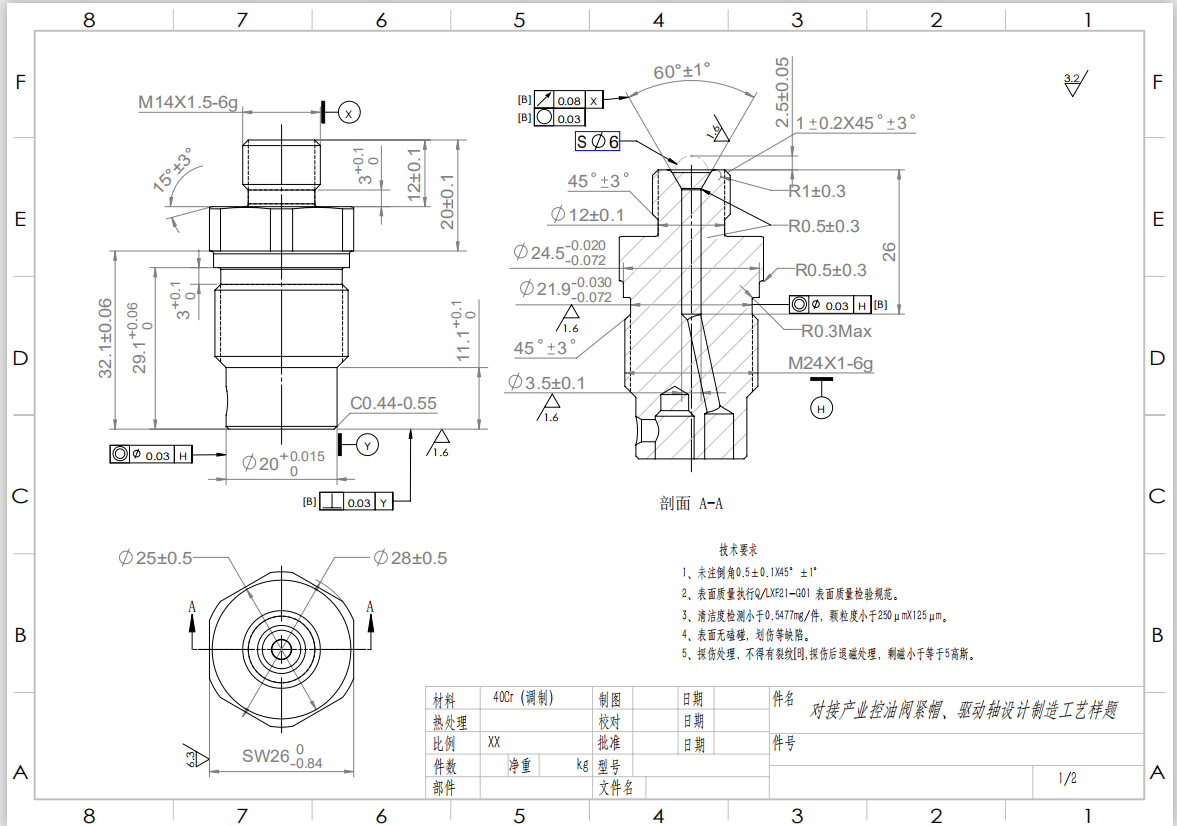 8 7 6 5 4 3 2 1
F
E
D
C
B
A
F
E
D
C
B
A
8 7 6 5 4 3 2 1
M14X1.5-6g
X
15°±3°
3+0.1 0
12±0.1
20±0.1
32.1±0.06
29.1+0.06 0
3+0.1 0
11.1+0.1 0
C0.44-0.55
Y
1.6
◎ Ø 0.03 H
Ø20+0.015 0
[B] ⊥ 0.03 Y
60°±1°
[B] ↗ 0.08 X
[B] ○ 0.03
SØ6
1.6
2.5±0.05
1±0.2X45°±3°
3.2
45°±3°
R1±0.3
Ø12±0.1
R0.5±0.3
26
Ø24.5-0.020 -0.072
R0.5±0.3
Ø21.9-0.030 -0.072
1.6
◎ Ø 0.03 H [B]
R0.3Max
45°±3°
M24X1-6g
H
Ø3.5±0.1
1.6
剖面 A-A
Ø25±0.5
Ø28±0.5
A
A
6.3
SW26 0 -0.84
技术要求
1、未注倒角0.5±0.1X45° ±1°
2、表面质量执行Q/LXF21-G01 表面质量检验规范。
3、清洁度检测小于0.5477mg/件，颗粒度小于250μmX125μm。
4、表面无磕碰，划伤等缺陷。
5、探伤处理，不得有裂纹[B]，探伤后退磁处理，剩磁小于等于5高斯。
材料 40Cr (调制) 制图 日期 件名 对接产业控油阀紧帽、驱动轴设计制造工艺样题
热处理 校对 日期
比例 XX 批准 日期 件号
件数 净重 kg 型号
部件 文件名 1/2